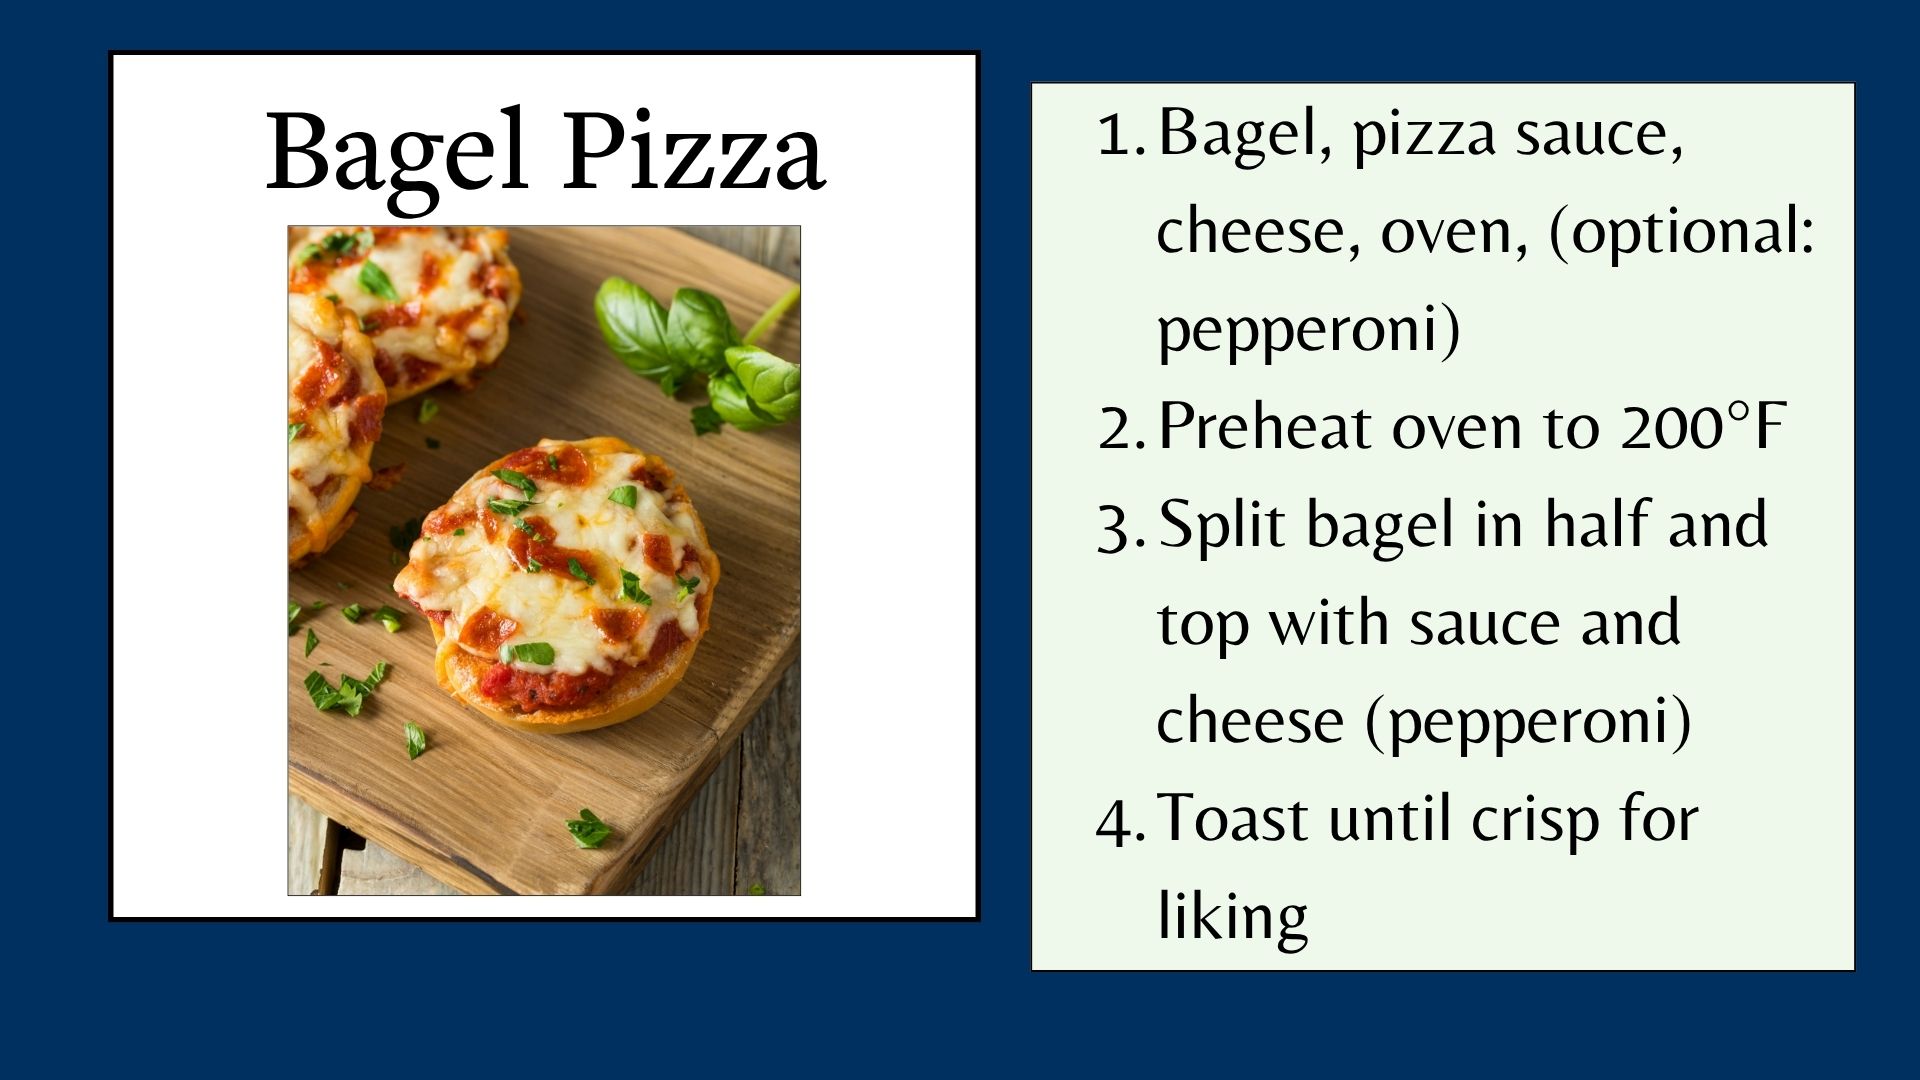 Bagel Pizza
1. Bagel, pizza sauce,
cheese, oven, (optional:
pepperoni)
2. Preheat oven to 200°F
3. Split bagel in half and
top with sauce and
cheese (pepperoni)
4. Toast until crisp for
liking